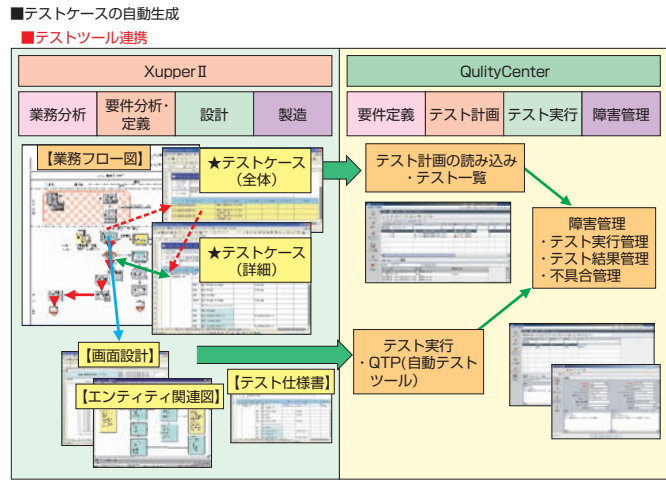 ■テストケースの自動生成
■テストツール連携
XupperⅡ
QulityCenter
業務分析
要件分析・
定義
設計
製造
要件定義
テスト計画
テスト実行
障害管理
【業務フロー図】
★テストケース
（全体）
★テストケース
（詳細）
テスト計画の読み込み
・テスト一覧
障害管理
・テスト実行管理
・テスト結果管理
・不具合管理
テスト実行
・QTP(自動テスト
ツール）
【画面設計】
【エンティティ関連図】
【テスト仕様書】